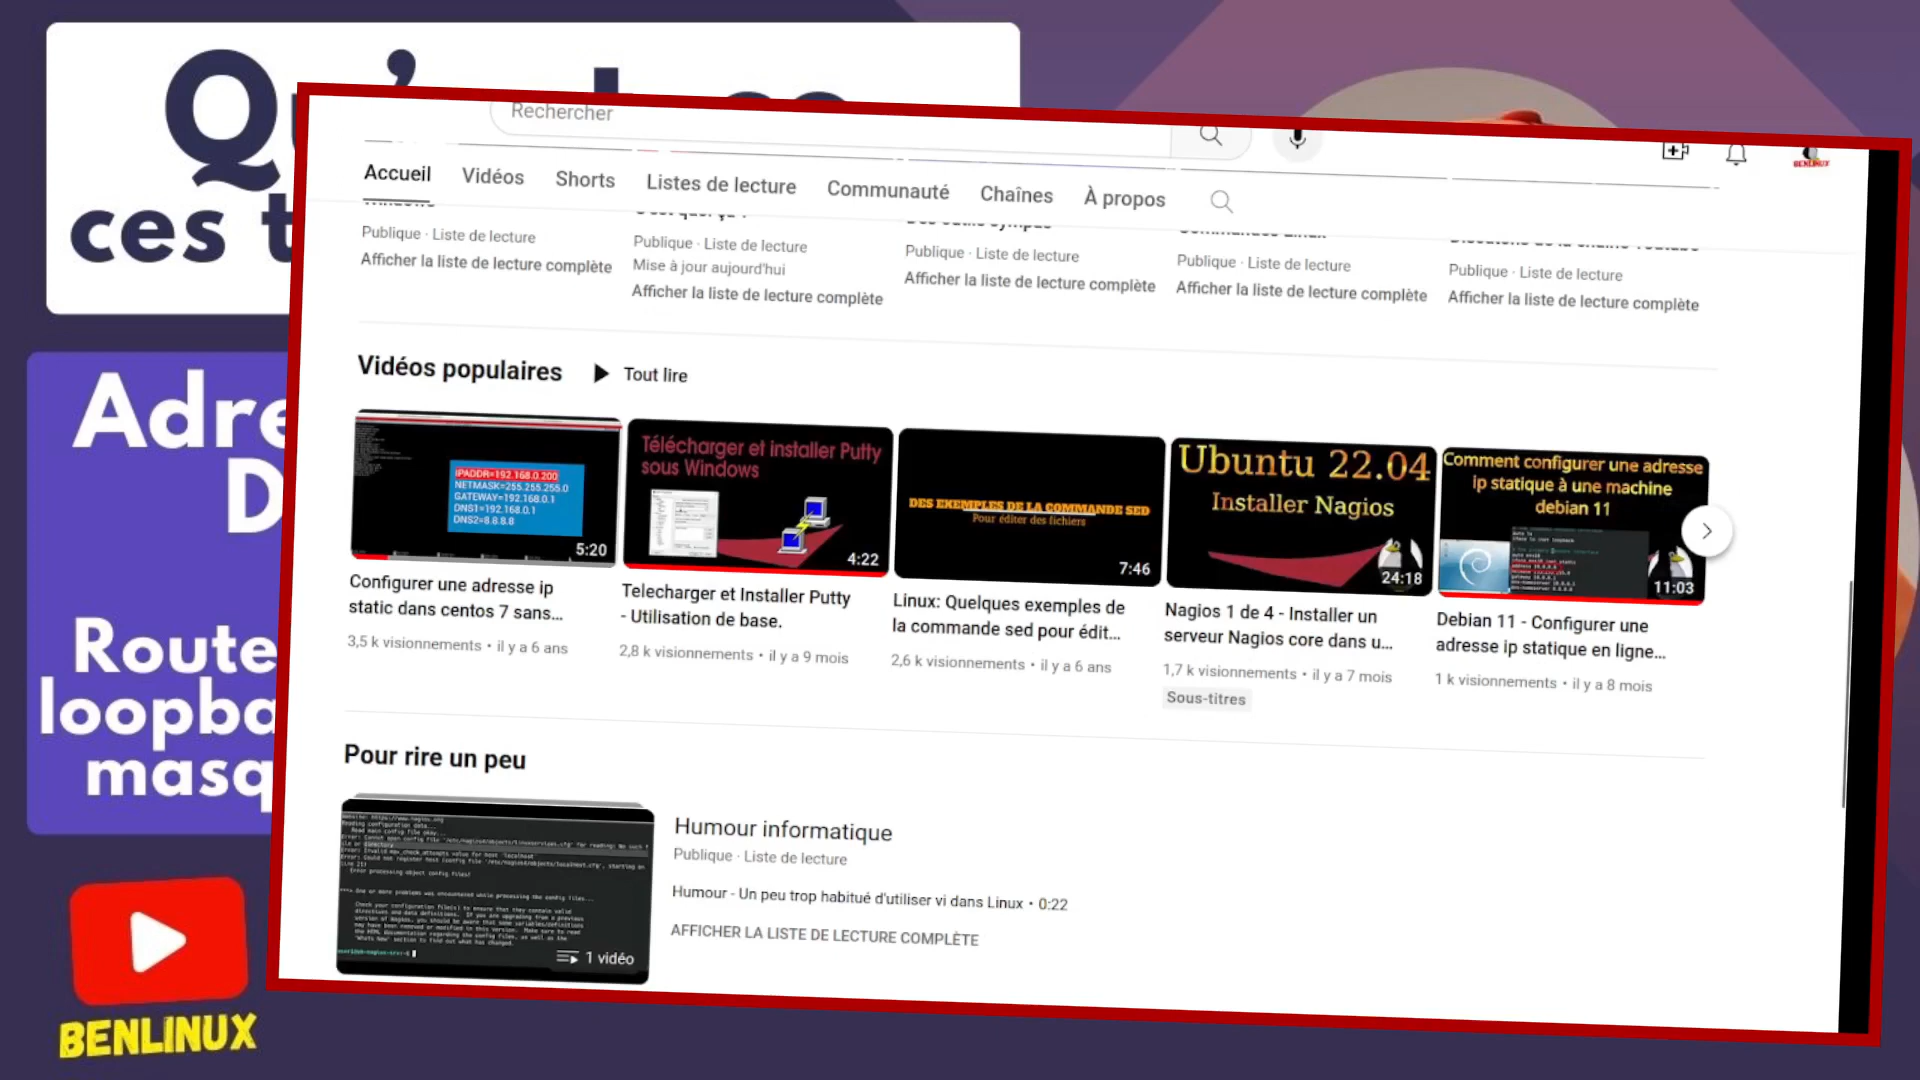 Rechercher
BENLINUX
Accueil
Vidéos
Shorts
Listes de lecture
Communauté
Chaînes
À propos
Publique · Liste de lecture
Afficher la liste de lecture complète
Publique · Liste de lecture
Mise à jour aujourd'hui
Afficher la liste de lecture complète
Publique · Liste de lecture
Afficher la liste de lecture complète
Publique · Liste de lecture
Afficher la liste de lecture complète
Publique · Liste de lecture
Afficher la liste de lecture complète
Vidéos populaires
Tout lire
IPADDR=192.168.0.200
NETMASK=255.255.255.0
GATEWAY=192.168.0.1
DNS1=192.168.0.1
DNS2=8.8.8.8
5:20
Configurer une adresse ip
static dans centos 7 sans...
3,5 k visionnements • il y a 6 ans
Télécharger et installer Putty
sous Windows
4:22
Telecharger et Installer Putty
- Utilisation de base.
2,8 k visionnements • il y a 9 mois
DES EXEMPLES DE LA COMMANDE SED
Pour éditer des fichiers
7:46
Linux: Quelques exemples de
la commande sed pour édit...
2,6 k visionnements • il y a 6 ans
Ubuntu 22.04
Installer Nagios
24:18
Nagios 1 de 4 - Installer un
serveur Nagios core dans u...
1,7 k visionnements • il y a 7 mois
Sous-titres
Comment configurer une adresse
ip statique à une machine
debian 11
11:03
Debian 11 - Configurer une
adresse ip statique en ligne...
1 k visionnements • il y a 8 mois
Pour rire un peu
1 vidéo
Humour informatique
Publique · Liste de lecture
Humour - Un peu trop habitué d'utiliser vi dans Linux • 0:22
AFFICHER LA LISTE DE LECTURE COMPLÈTE
ces t
Adre
D
Route
loopba
masq
BENLINUX